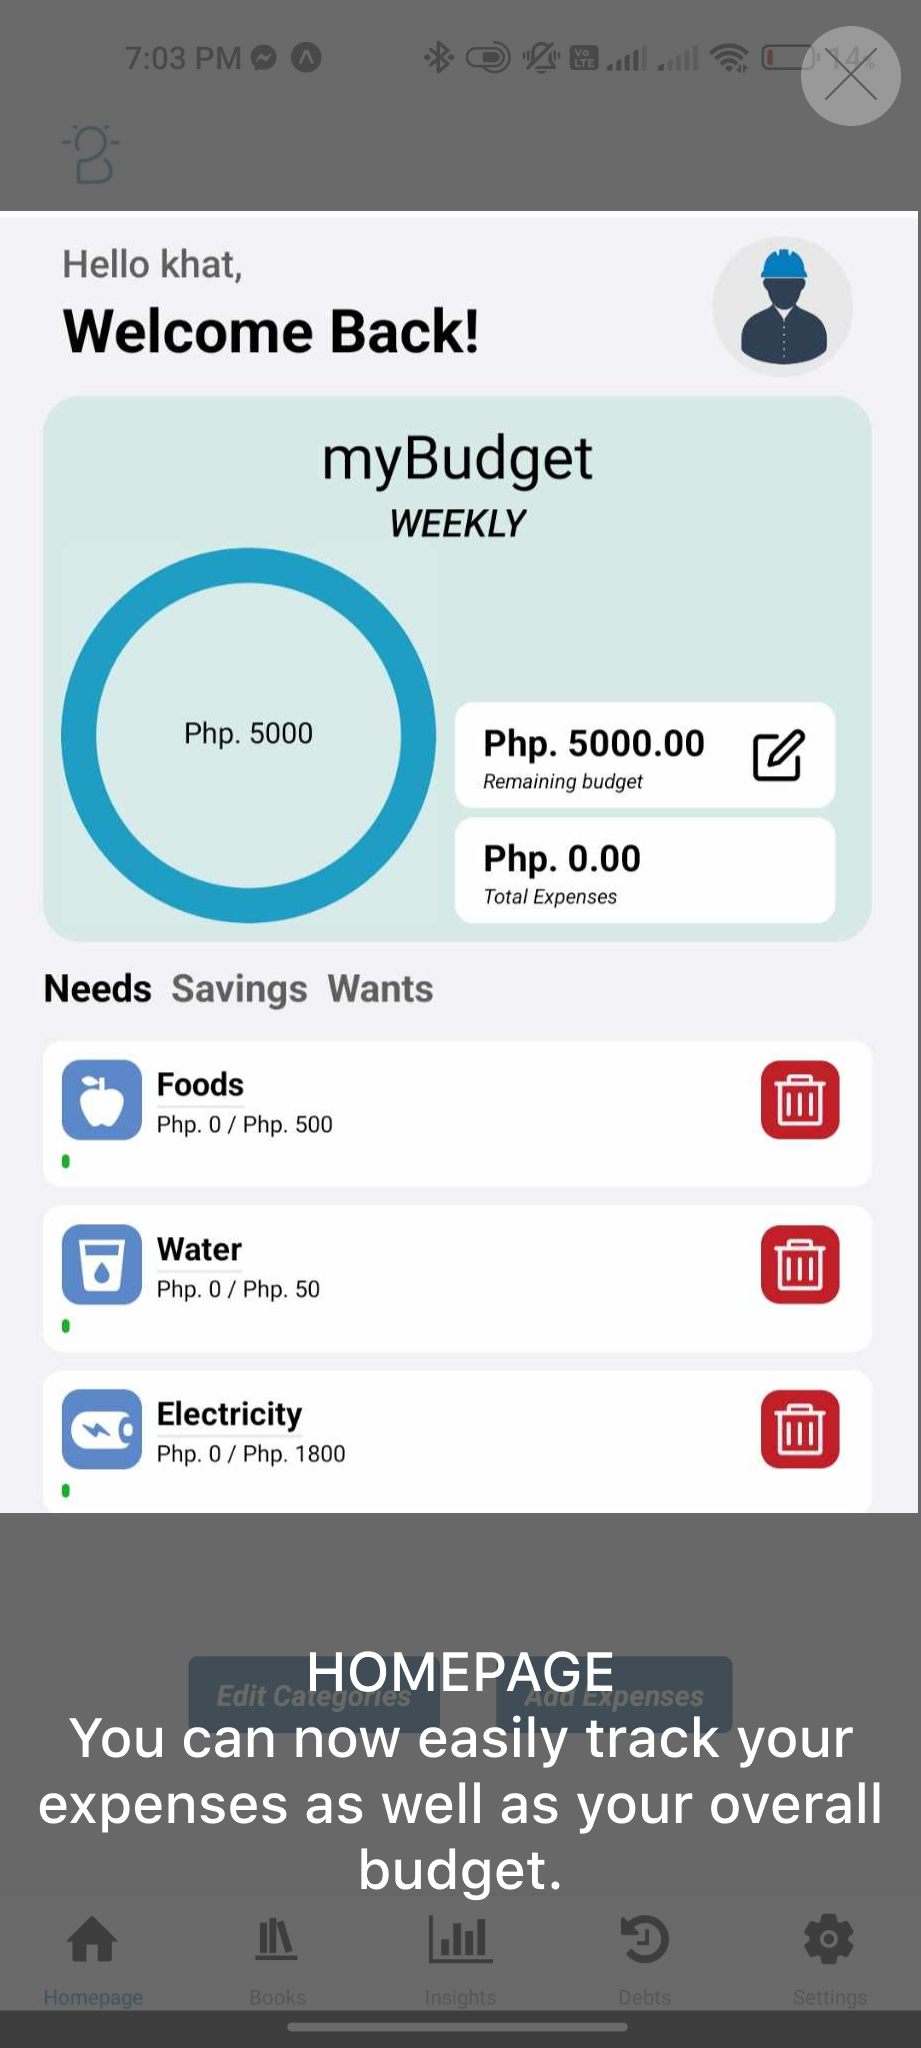 7:03 PM
Vo LTE
14%
Hello khat,
Welcome Back!
myBudget
WEEKLY
Php. 5000
Php. 5000.00
Remaining budget
Php. 0.00
Total Expenses
Needs Savings Wants
Foods
Php. 0 / Php. 500
Water
Php. 0 / Php. 50
Electricity
Php. 0 / Php. 1800
HOMEPAGE
Edit Categories Add Expenses
You can now easily track your
expenses as well as your overall
budget.
Homepage Books Insights Debts Settings